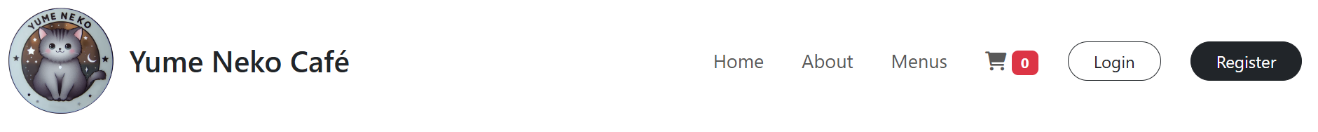 YUME NEKO
Yume Neko Café
Home About Menus 0 Login Register